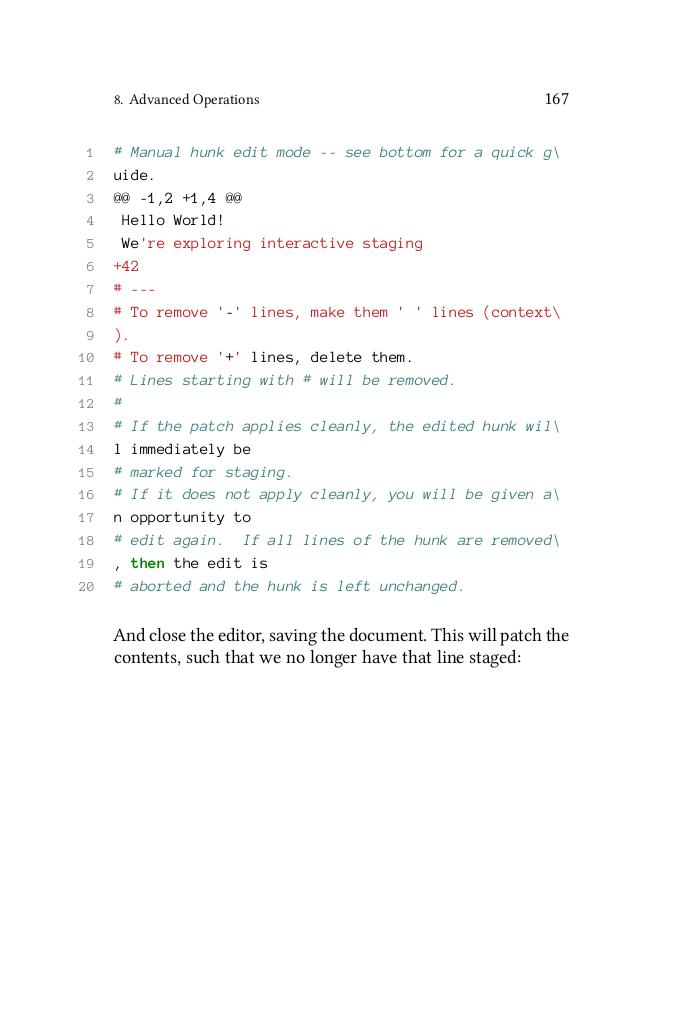 8. Advanced Operations 167
1 # Manual hunk edit mode -- see bottom for a quick g\
2 uide.
3 @@ -1,2 +1,4 @@
4  Hello World!
5  We're exploring interactive staging
6 +42
7 # ---
8 # To remove '-' lines, make them ' ' lines (context\
9 ).
10 # To remove '+' lines, delete them.
11 # Lines starting with # will be removed.
12 #
13 # If the patch applies cleanly, the edited hunk wil\
14 l immediately be
15 # marked for staging.
16 # If it does not apply cleanly, you will be given a\
17 n opportunity to
18 # edit again.  If all lines of the hunk are removed\
19 , then the edit is
20 # aborted and the hunk is left unchanged.
And close the editor, saving the document. This will patch the
contents, such that we no longer have that line staged: